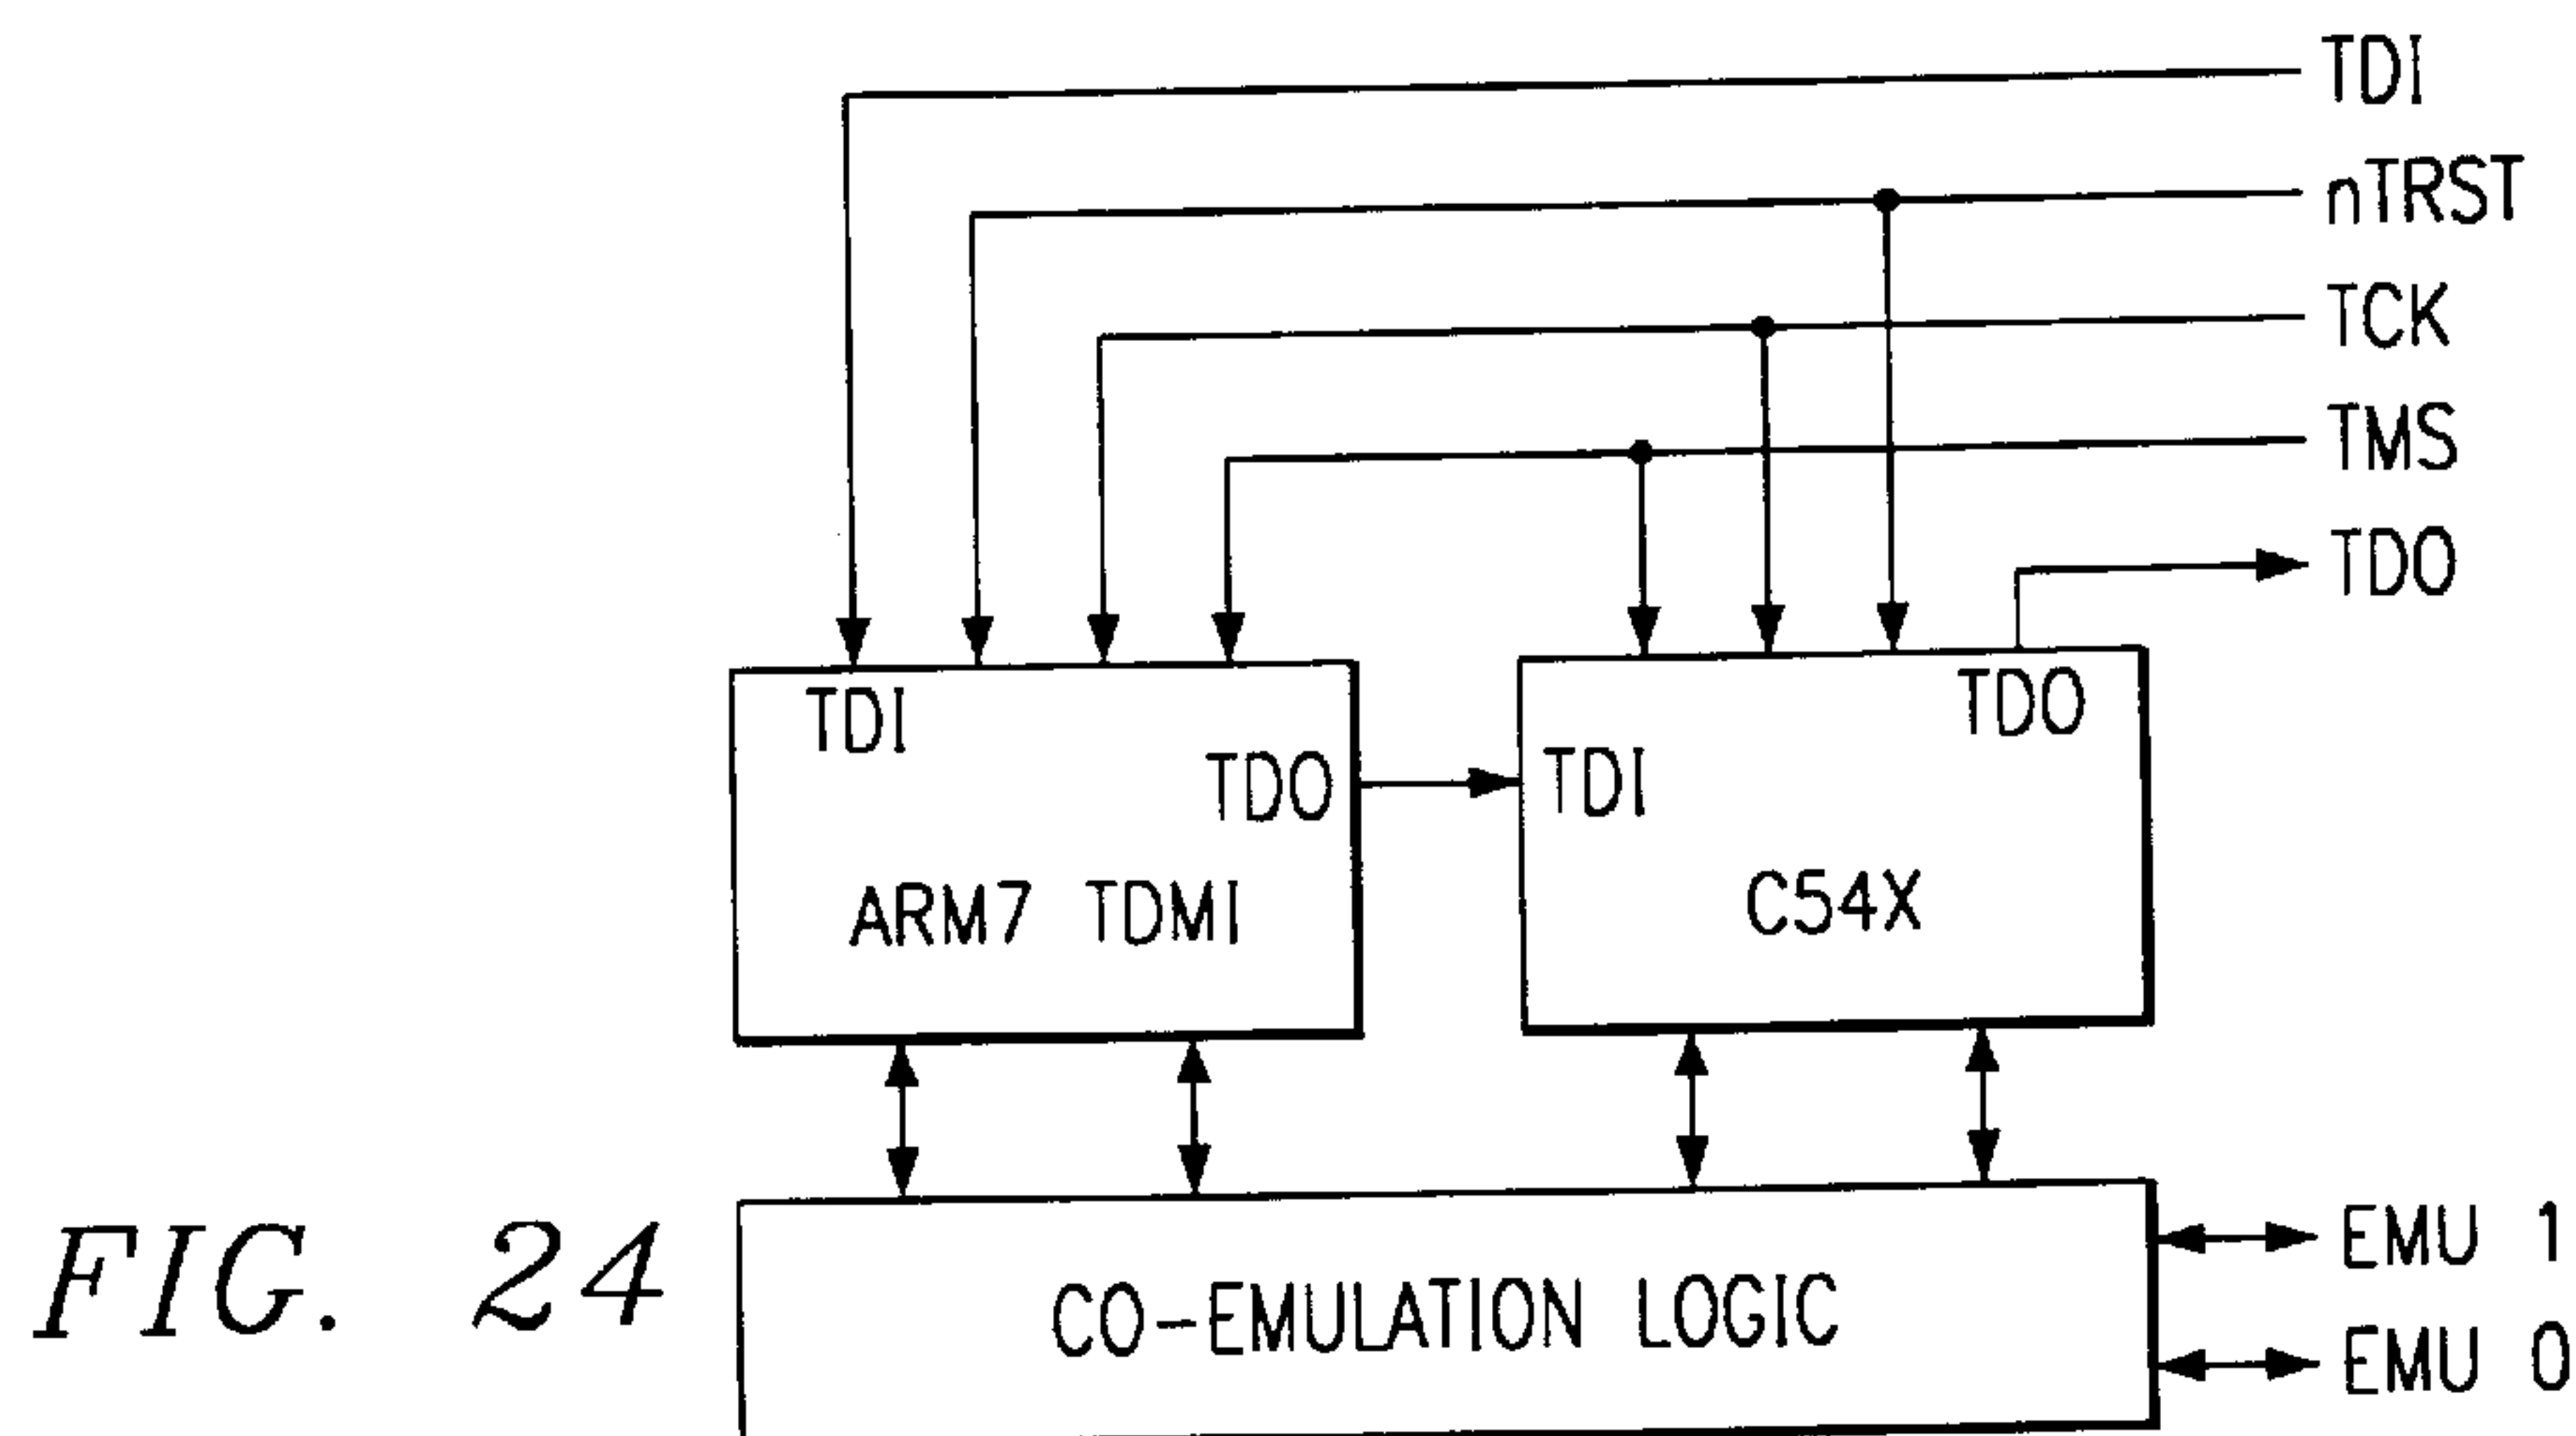 TDI
nTRST
TCK
TMS
TDO
TDI
TDO
TDI
TDO
ARM7 TDMI
C54X
CO-EMULATION LOGIC
EMU 1
EMU 0
FIG. 24